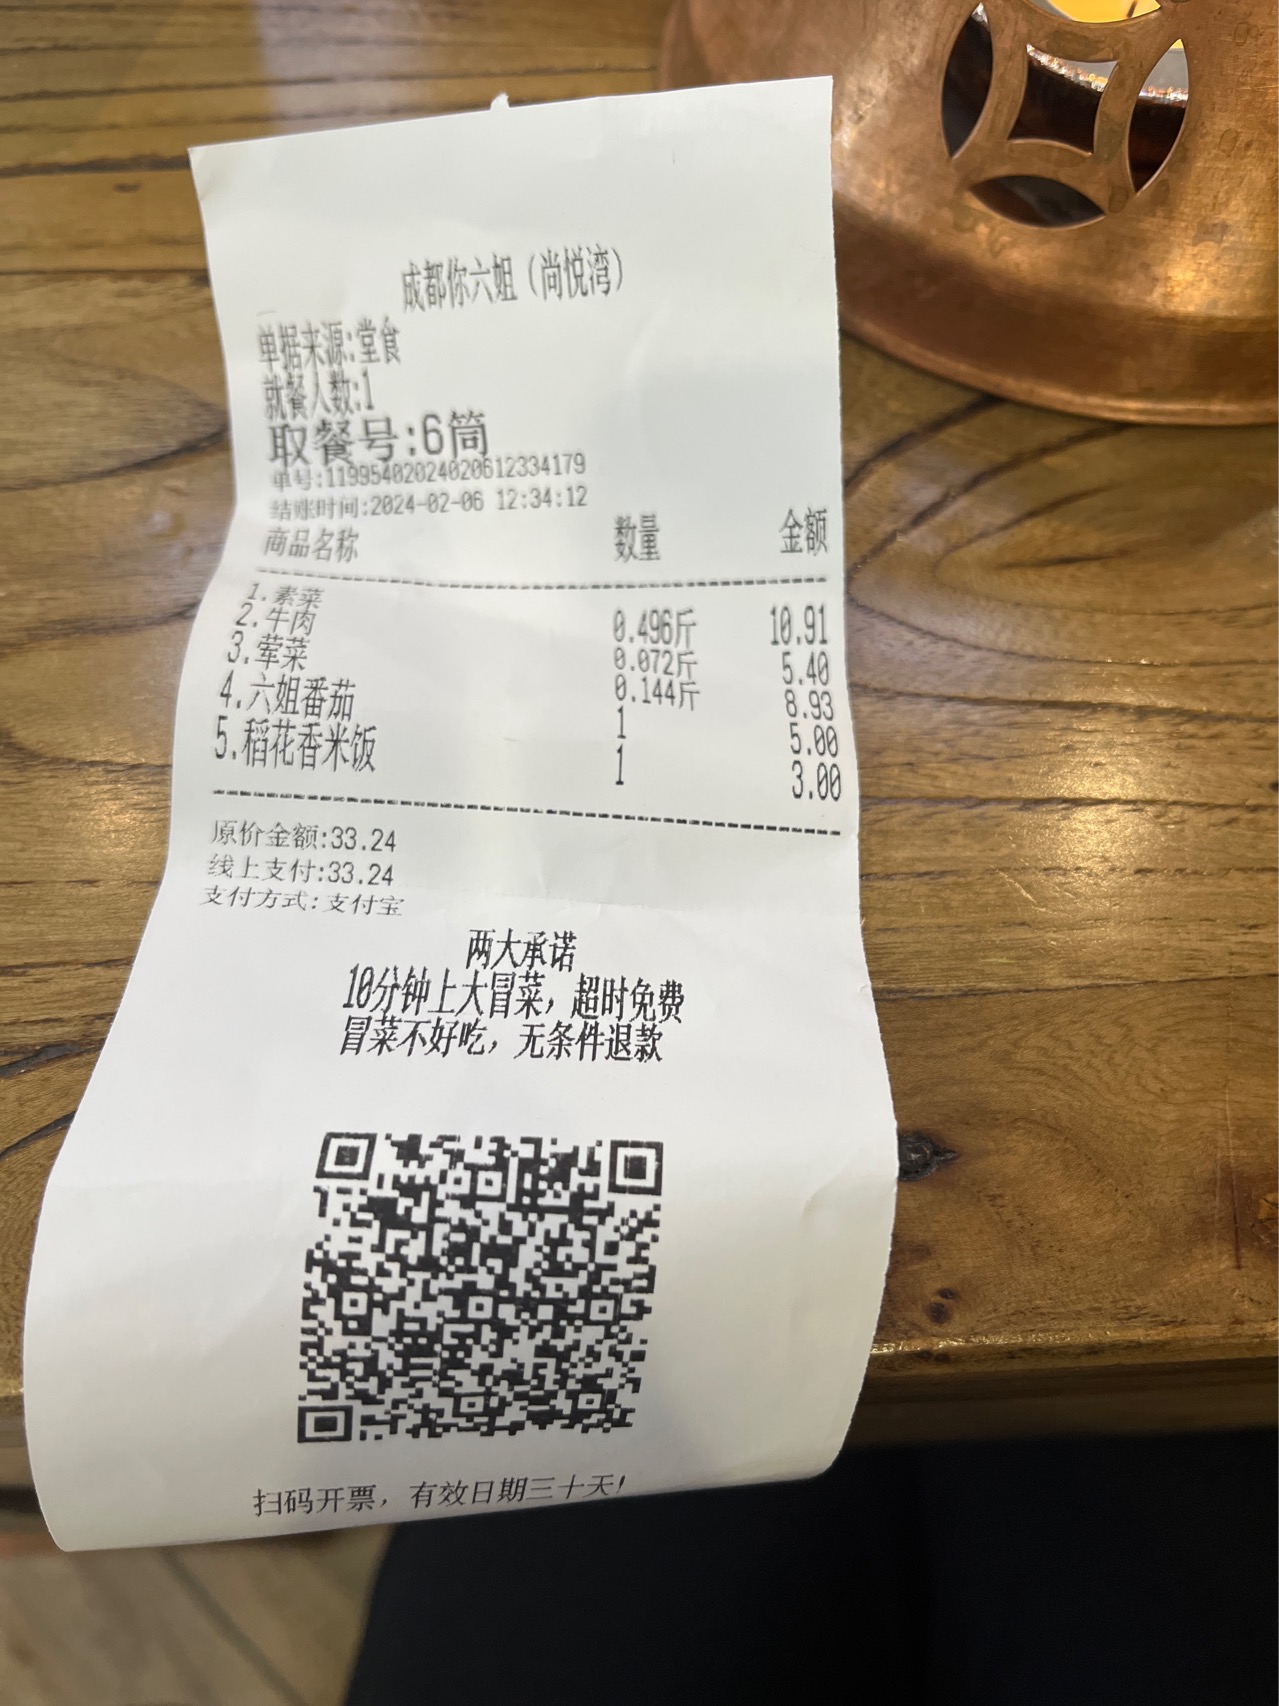 成都你六姐（尚悦湾）
单据来源:堂食
就餐人数:1
取餐号:6筒
单号:11995402024020612334179
结账时间:2024-02-06 12:34:12
商品名称 数量 金额
1.素菜 0.496斤 10.91
2.牛肉 0.072斤 5.40
3.荤菜 0.144斤 8.93
4.六姐番茄 1 5.00
5.稻花香米饭 1 3.00
原价金额:33.24
线上支付:33.24
支付方式:支付宝
两大承诺
10分钟上大冒菜，超时免费
冒菜不好吃，无条件退款
扫码开票，有效日期三十天!